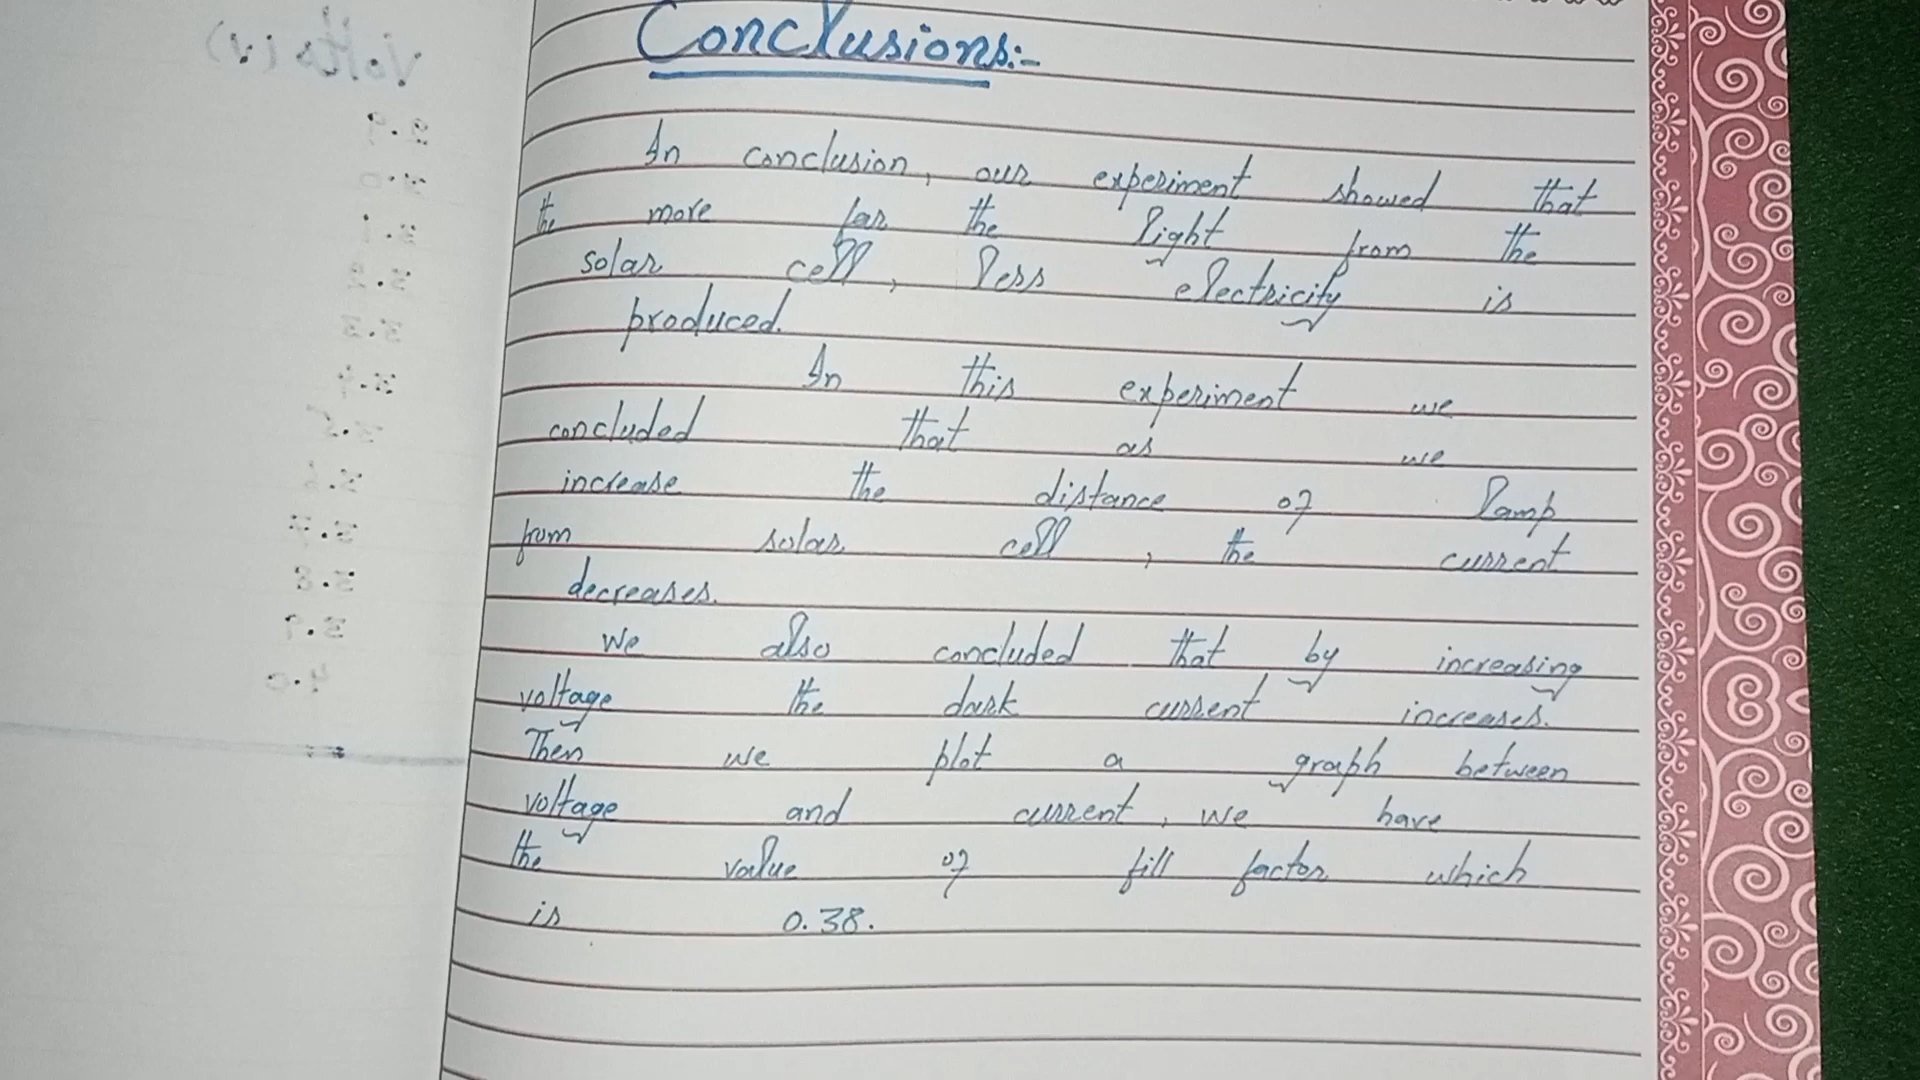 Conclusions:-
In conclusion, our experiment showed that
the more far the light from the
solar cell, less electricity is
produced.
In this experiment we
concluded that as we
increase the distance of lamp
from solar cell, the current
decreases.
We also concluded that by increasing
voltage the dark current increases.
Then we plot a graph between
voltage and current, we have
the value of fill factor which
is 0.38.